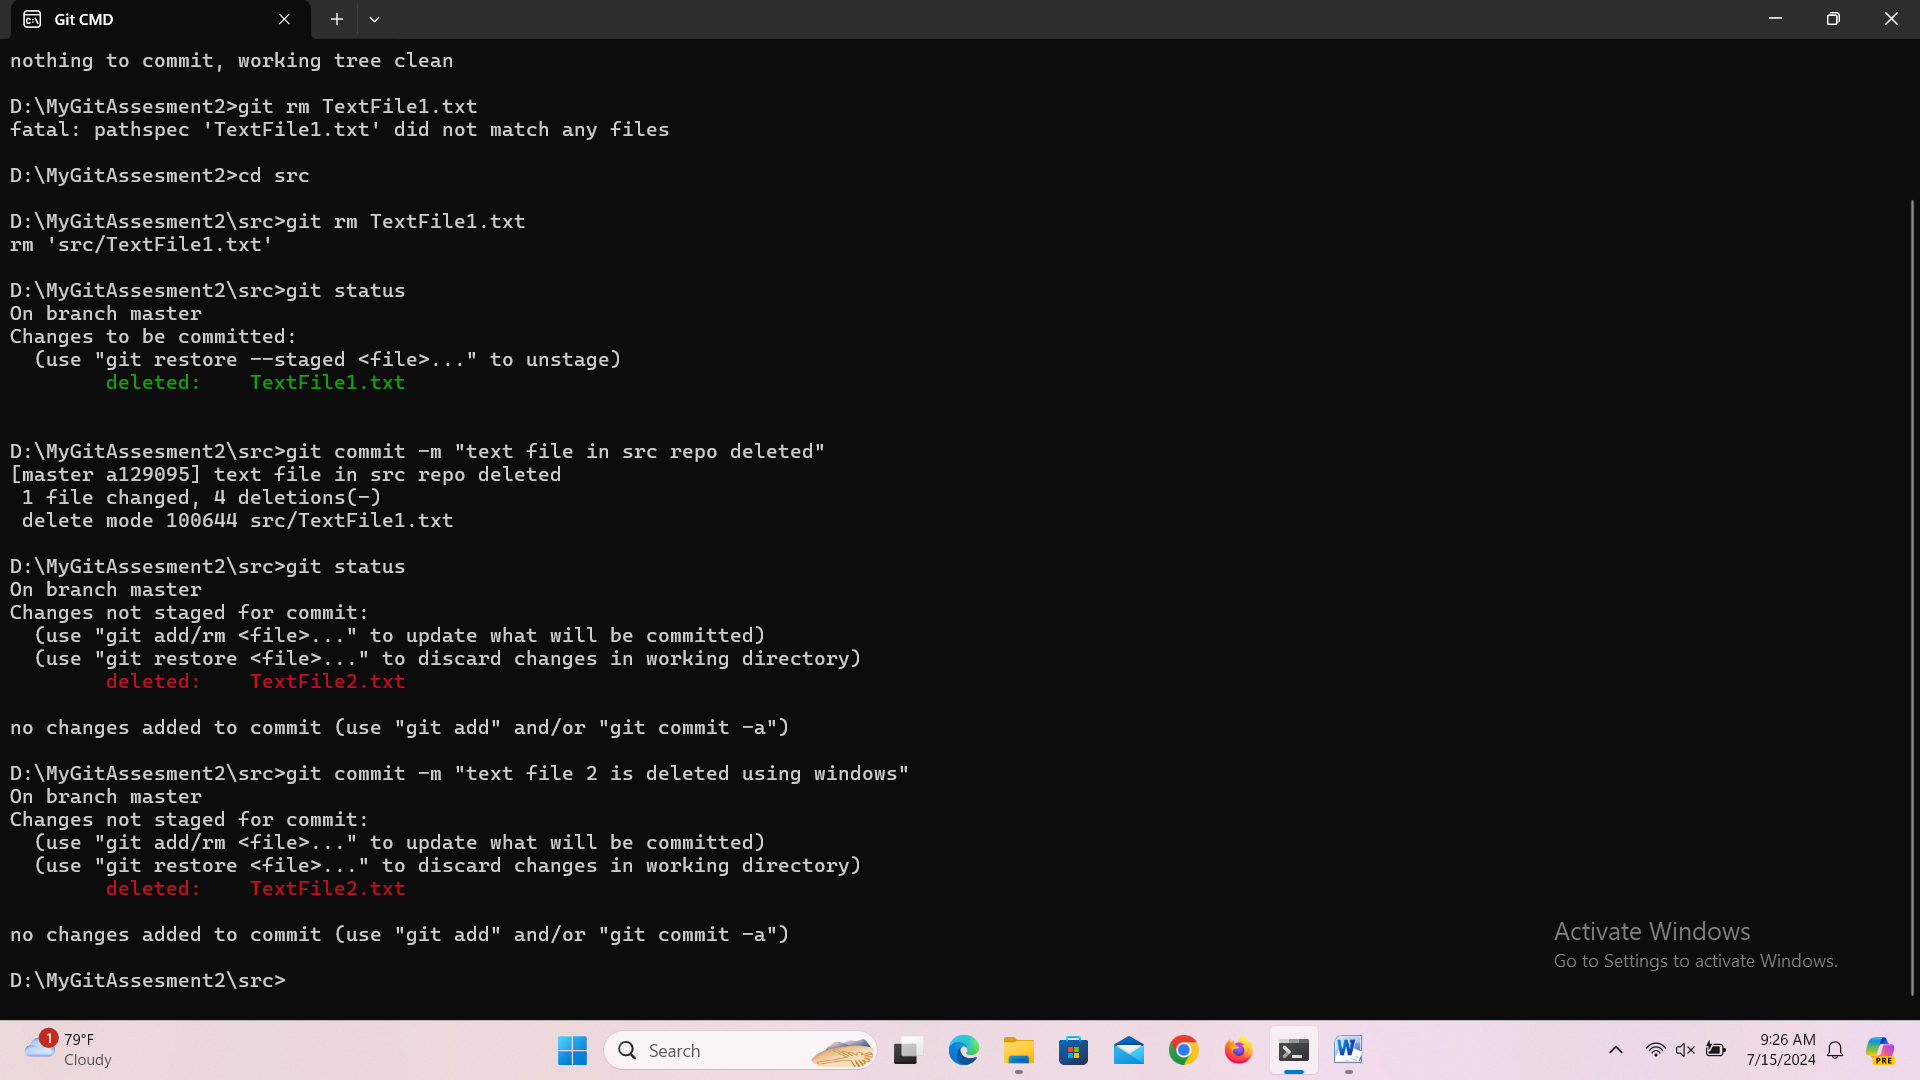 Git CMD
nothing to commit, working tree clean
D:\MyGitAssesment2>git rm TextFile1.txt
fatal: pathspec 'TextFile1.txt' did not match any files
D:\MyGitAssesment2>cd src
D:\MyGitAssesment2\src>git rm TextFile1.txt
rm 'src/TextFile1.txt'
D:\MyGitAssesment2\src>git status
On branch master
Changes to be committed:
  (use "git restore --staged <file>..." to unstage)
        deleted:    TextFile1.txt
D:\MyGitAssesment2\src>git commit -m "text file in src repo deleted"
[master a129095] text file in src repo deleted
 1 file changed, 4 deletions(-)
 delete mode 100644 src/TextFile1.txt
D:\MyGitAssesment2\src>git status
On branch master
Changes not staged for commit:
  (use "git add/rm <file>..." to update what will be committed)
  (use "git restore <file>..." to discard changes in working directory)
        deleted:    TextFile2.txt
no changes added to commit (use "git add" and/or "git commit -a")
D:\MyGitAssesment2\src>git commit -m "text file 2 is deleted using windows"
On branch master
Changes not staged for commit:
  (use "git add/rm <file>..." to update what will be committed)
  (use "git restore <file>..." to discard changes in working directory)
        deleted:    TextFile2.txt
no changes added to commit (use "git add" and/or "git commit -a")
D:\MyGitAssesment2\src>
Activate Windows
Go to Settings to activate Windows.
1
79°F
Cloudy
Search
9:26 AM
7/15/2024
PRE